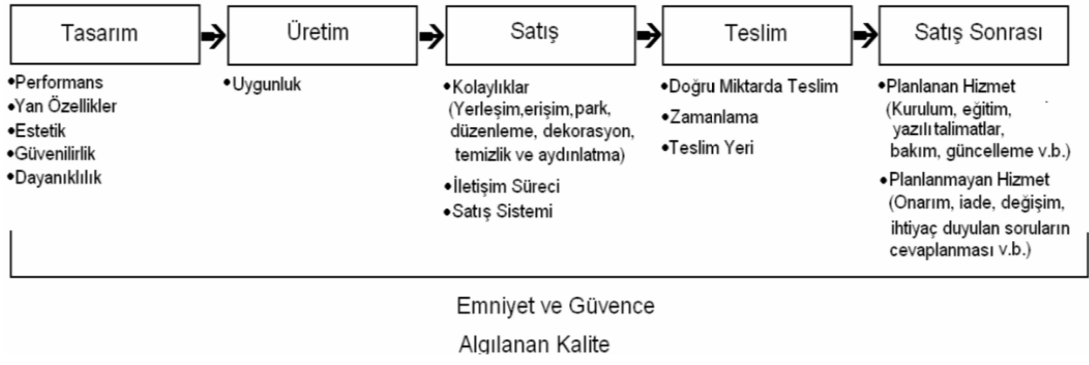 Tasarım
Üretim
Satış
Teslim
Satış Sonrası
•Performans
•Yan Özellikler
•Estetik
•Güvenilirlik
•Dayanıklılık
•Uygunluk
•Kolaylıklar
(Yerleşim,erişim,park,
düzenleme, dekorasyon,
temizlik ve aydınlatma)
•İletişim Süreci
•Satış Sistemi
•Doğru Miktarda Teslim
•Zamanlama
•Teslim Yeri
•Planlanan Hizmet
(Kurulum, eğitim,
yazılı talimatlar,
bakım, güncelleme v.b.)
•Planlanmayan Hizmet
(Onarım, iade, değişim,
ihtiyaç duyulan soruların
cevaplanması v.b.)
Emniyet ve Güvence
Algılanan Kalite